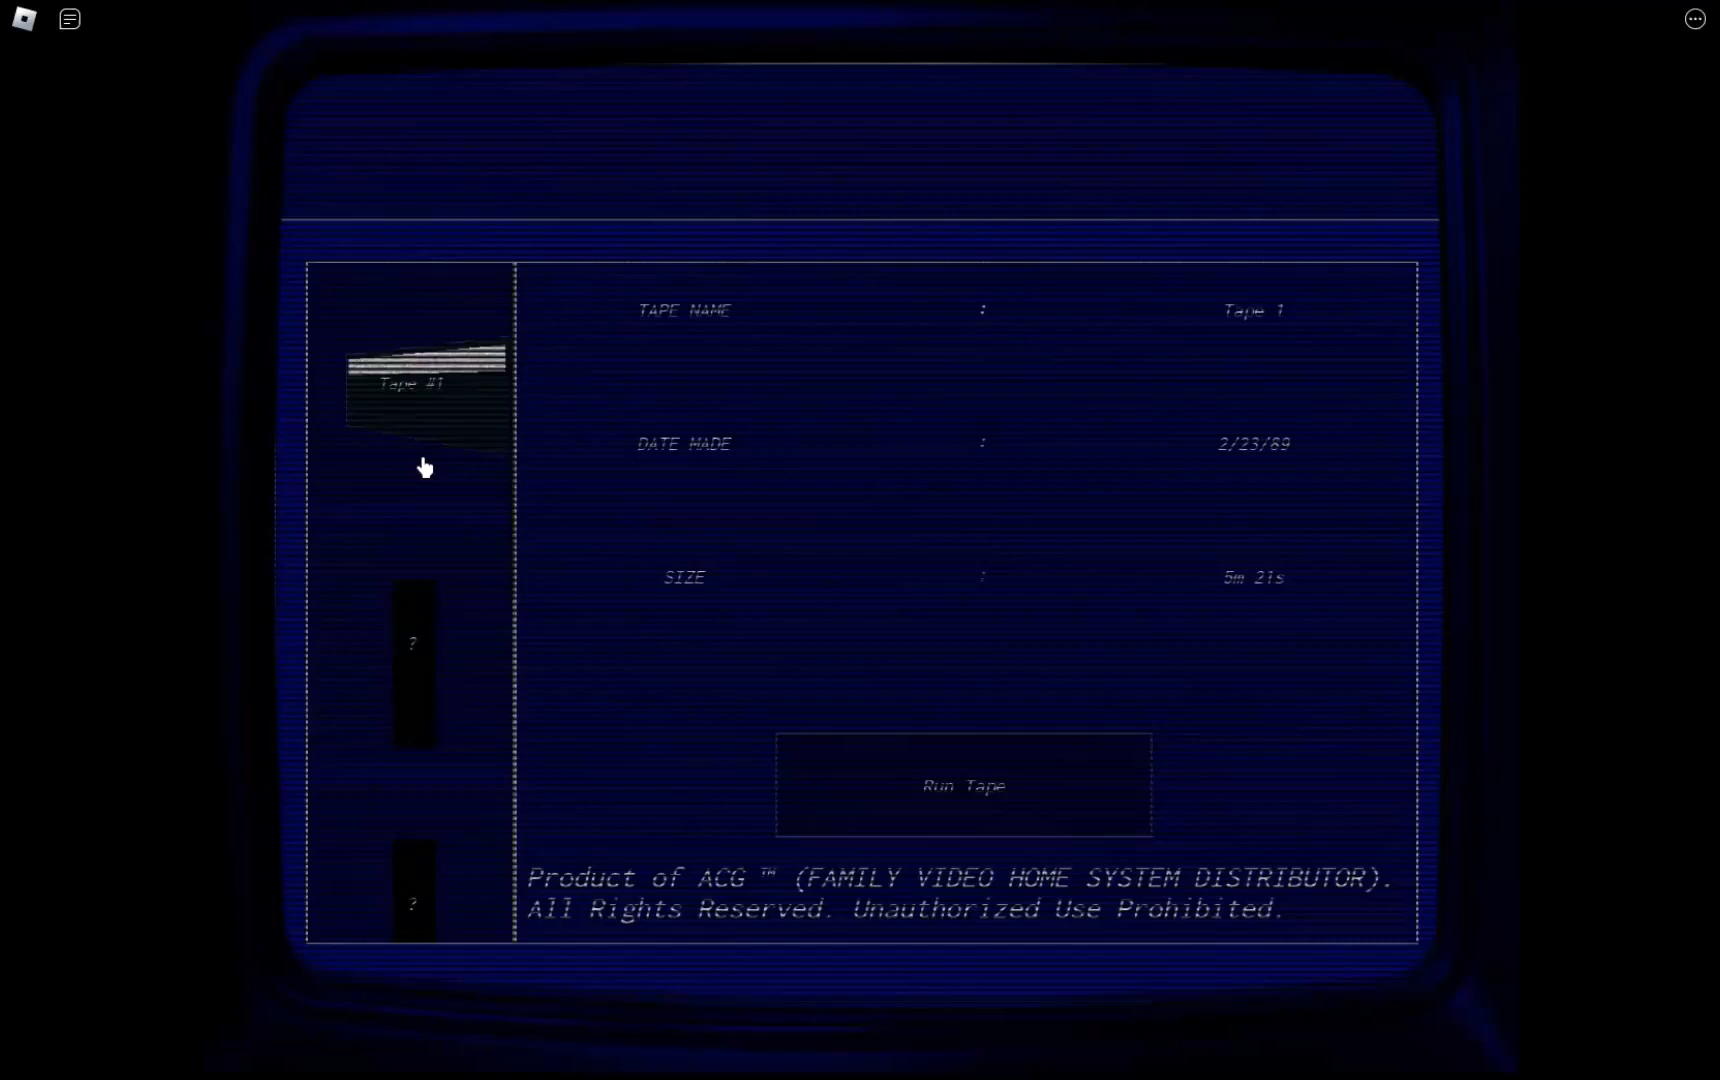 TAPE NAME : Tape 1
Tape #1
DATE MADE : 2/23/89
SIZE : 5m 21s
?
Run Tape
?
Product of ACG ™ (FAMILY VIDEO HOME SYSTEM DISTRIBUTOR).
All Rights Reserved. Unauthorized Use Prohibited.